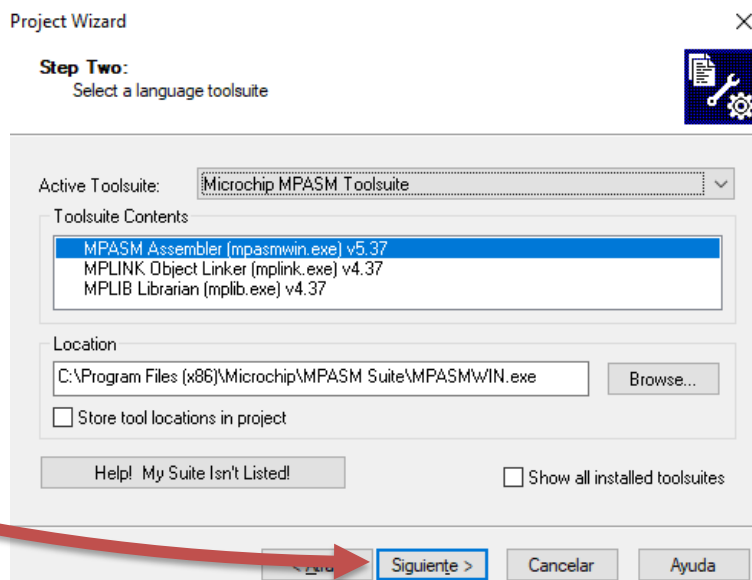 Project Wizard
Step Two:
Select a language toolsuite
Active Toolsuite: Microchip MPASM Toolsuite
Toolsuite Contents
MPASM Assembler (mpasmwin.exe) v5.37
MPLINK Object Linker (mplink.exe) v4.37
MPLIB Librarian (mplib.exe) v4.37
Location
C:\Program Files (x86)\Microchip\MPASM Suite\MPASMWIN.exe Browse...
Store tool locations in project
Help! My Suite Isn't Listed! Show all installed toolsuites
Siguiente > Cancelar Ayuda